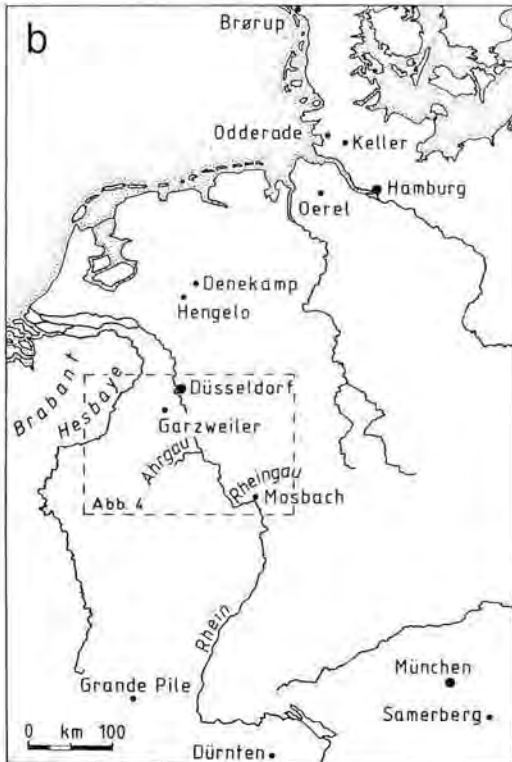 b
Brørup
Odderade
Keller
Hamburg
Oerel
Denekamp
Hengelo
Brabant
Hesbaye
Düsseldorf
Garzweiler
Ahrgau
Rheingau
Mosbach
Abb. 4
Rhein
München
Grande Pile
Samerberg
0 km 100
Dürnten